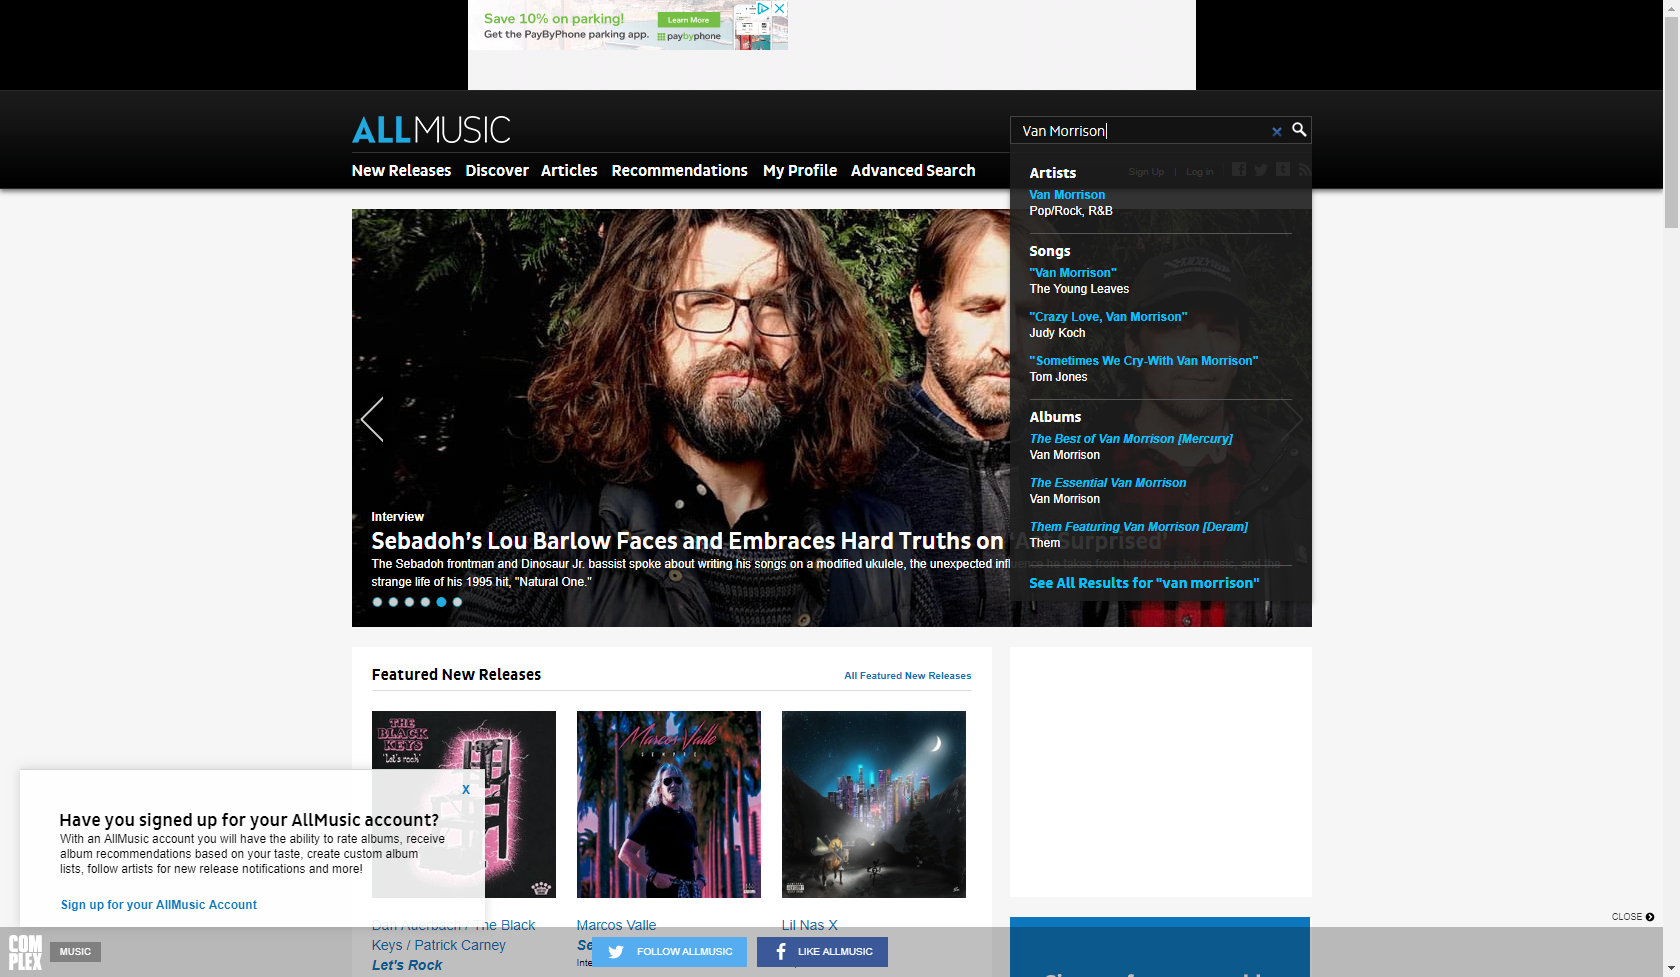 Save 10% on parking!
Get the PayByPhone parking app.
Learn More
paybyphone
ALLMUSIC
Van Morrison
New Releases Discover Articles Recommendations My Profile Advanced Search
Sign Up | Log in
Artists
Van Morrison
Pop/Rock, R&B
Songs
"Van Morrison"
The Young Leaves
"Crazy Love, Van Morrison"
Judy Koch
"Sometimes We Cry-With Van Morrison"
Tom Jones
Albums
The Best of Van Morrison [Mercury]
Van Morrison
The Essential Van Morrison
Van Morrison
Them Featuring Van Morrison [Deram]
Them
See All Results for "van morrison"
Interview
Sebadoh's Lou Barlow Faces and Embraces Hard Truths on 'Act Surprised'
The Sebadoh frontman and Dinosaur Jr. bassist spoke about writing his songs on a modified ukulele, the unexpected influence he takes from hardcore punk music, and the
strange life of his 1995 hit, "Natural One."
Featured New Releases
All Featured New Releases
THE
BLACK
KEYS
"Let's rock"
Marcos Valle
SEMPRE
Dan Auerbach / The Black
Keys / Patrick Carney
Let's Rock
Marcos Valle
Se
Inte
Lil Nas X
X
Have you signed up for your AllMusic account?
With an AllMusic account you will have the ability to rate albums, receive
album recommendations based on your taste, create custom album
lists, follow artists for new release notifications and more!
Sign up for your AllMusic Account
CLOSE
COMPLEX
MUSIC
FOLLOW ALLMUSIC
LIKE ALLMUSIC